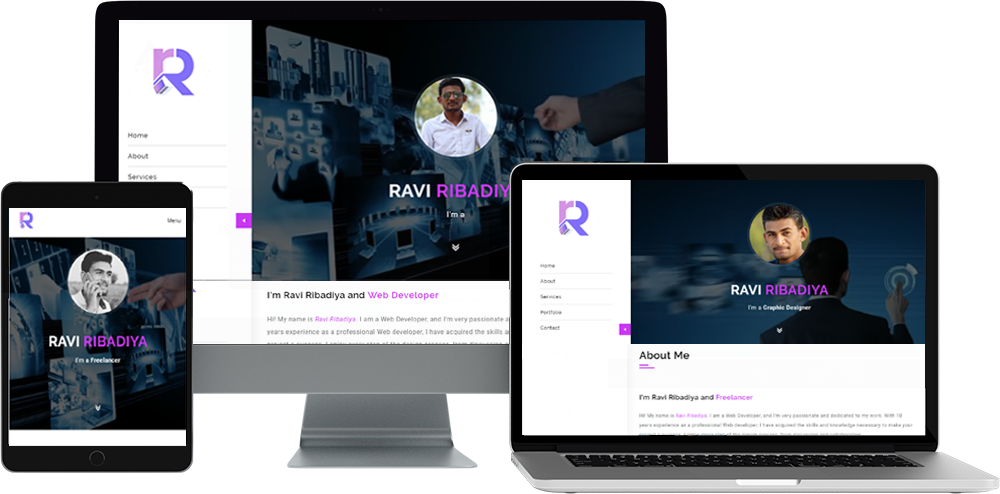 R
Home
About
Services
RAVI RIBADIY
I'm a
I'm Ravi Ribadiya and Web Developer
Hi! My name is Ravi Ribadiya. I am a Web Developer, and I'm very passionate a
years experience as a professional Web developer, I have acquired the skills a
R
Menu
RAVI RIBADIYA
I'm a Freelancer
R
Home
About
Services
Portfolio
Contact
RAVI RIBADIYA
I'm a Graphic Designer
About Me
I'm Ravi Ribadiya and Freelancer
Hi! My name is Ravi Ribadiya. I am a Web Developer, and I'm very passionate and dedicated to my work. With 10
years experience as a professional Web developer, I have acquired the skills and knowledge necessary to make your